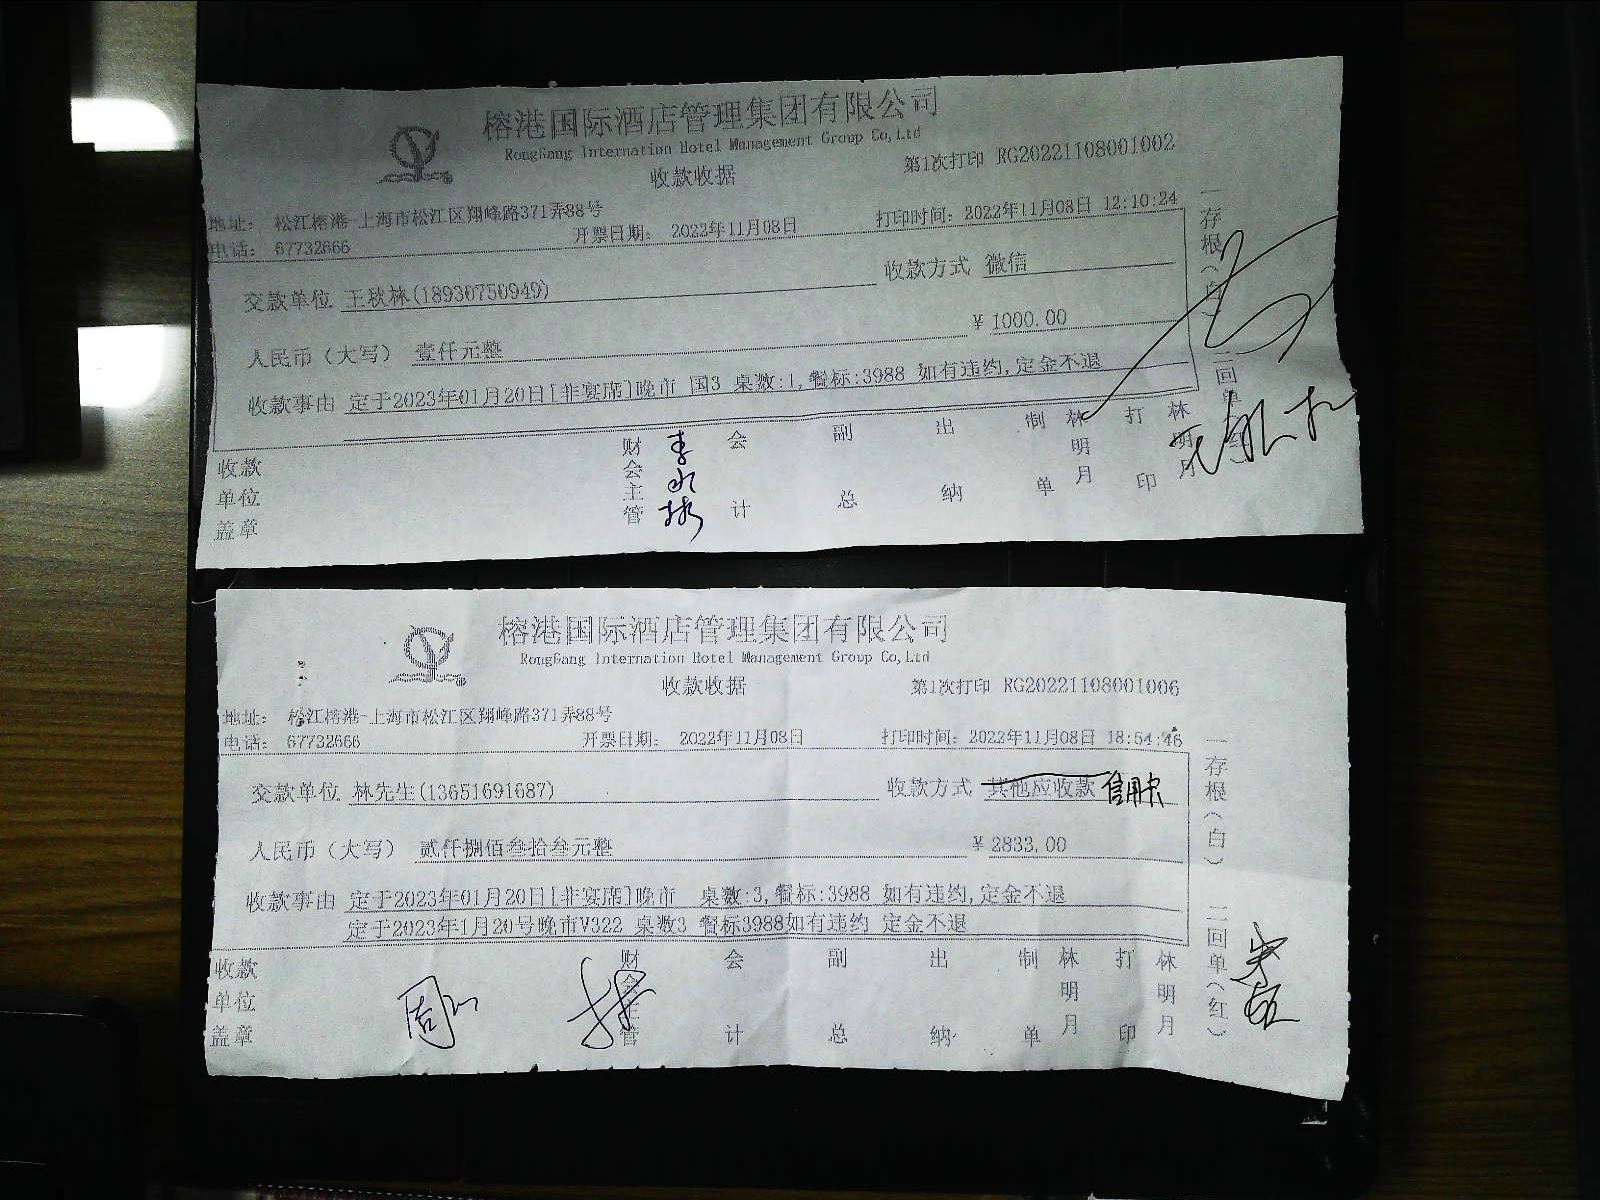 榕港国际酒店管理集团有限公司
RongGang Internation Hotel Management Group Co,Ltd
收款收据
第1次打印 RG20221108001002
地址： 松江榕港-上海市松江区翔峰路371弄88号
电话： 67732666
开票日期： 2022年11月08日
打印时间：2022年11月08日 12:10:24
交款单位 王秋林(18930750949)
收款方式 微信
人民币（大写） 壹仟元整
¥ 1000.00
收款事由 定于2023年01月20日[非宴席]晚市 国3 桌数:1,餐标:3988 如有违约,定金不退
收款单位盖章
财会主管
会计
副总
出纳
制单 林明月
打印 林明月
一存根（白）
二回单（红）
榕港国际酒店管理集团有限公司
RongGang Internation Hotel Management Group Co,Ltd
收款收据
第1次打印 RG20221108001006
地址： 松江榕港-上海市松江区翔峰路371弄88号
电话： 67732666
开票日期： 2022年11月08日
打印时间：2022年11月08日 18:54:46
交款单位 林先生(13651691687)
收款方式 其他应收款 信用卡
人民币（大写） 贰仟捌佰叁拾叁元整
¥ 2833.00
收款事由 定于2023年01月20日[非宴席]晚市 桌数:3,餐标:3988 如有违约,定金不退
定于2023年1月20号晚市V322 桌数3 餐标3988如有违约 定金不退
收款单位盖章
财会主管
会计
副总
出纳
制单 林明月
打印 林明月
一存根（白）
二回单（红）